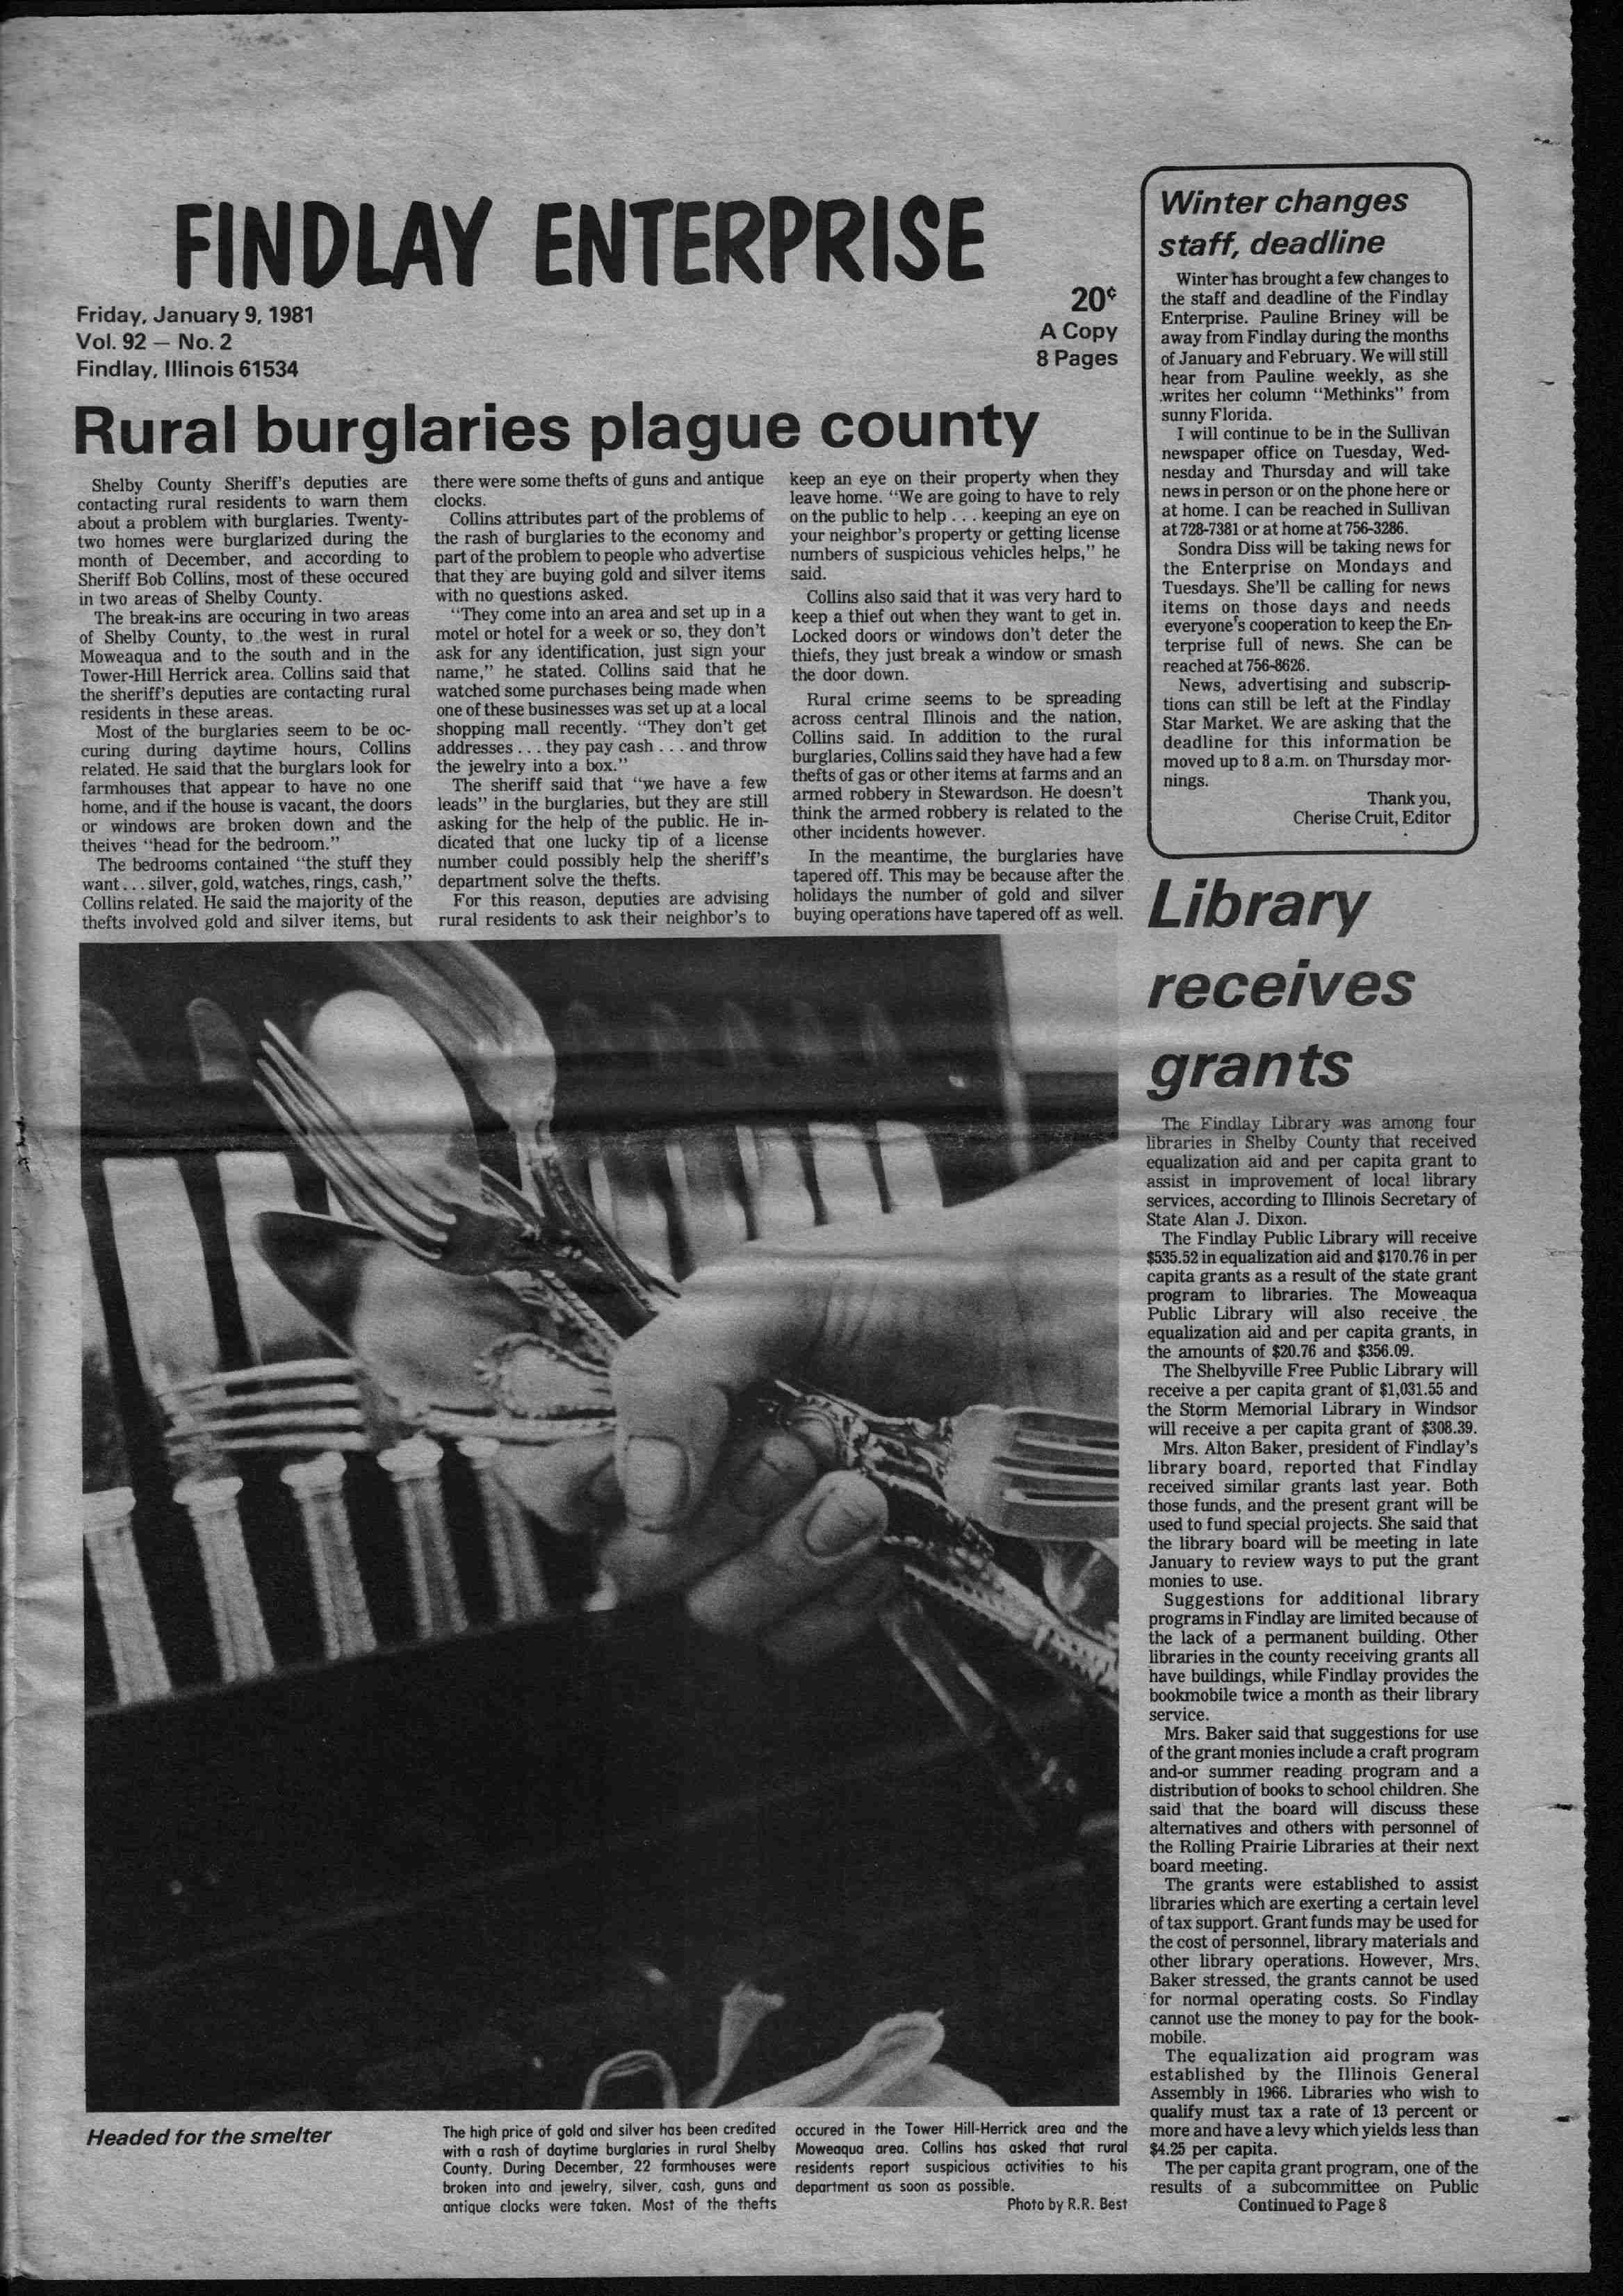 FINDLAY ENTERPRISE
Friday, January 9, 1981
Vol. 92 — No. 2
Findlay, Illinois 61534
20¢
A Copy
8 Pages
Rural burglaries plague county
Shelby County Sheriff's deputies are
contacting rural residents to warn them
about a problem with burglaries. Twenty-
two homes were burglarized during the
month of December, and according to
Sheriff Bob Collins, most of these occured
in two areas of Shelby County.
The break-ins are occuring in two areas
of Shelby County, to the west in rural
Moweaqua and to the south and in the
Tower-Hill Herrick area. Collins said that
the sheriff's deputies are contacting rural
residents in these areas.
Most of the burglaries seem to be oc-
curing during daytime hours, Collins
related. He said that the burglars look for
farmhouses that appear to have no one
home, and if the house is vacant, the doors
or windows are broken down and the
theives "head for the bedroom."
The bedrooms contained "the stuff they
want . . . silver, gold, watches, rings, cash,"
Collins related. He said the majority of the
thefts involved gold and silver items, but
there were some thefts of guns and antique
clocks.
Collins attributes part of the problems of
the rash of burglaries to the economy and
part of the problem to people who advertise
that they are buying gold and silver items
with no questions asked.
"They come into an area and set up in a
motel or hotel for a week or so, they don't
ask for any identification, just sign your
name," he stated. Collins said that he
watched some purchases being made when
one of these businesses was set up at a local
shopping mall recently. "They don't get
addresses . . . they pay cash . . . and throw
the jewelry into a box."
The sheriff said that "we have a few
leads" in the burglaries, but they are still
asking for the help of the public. He in-
dicated that one lucky tip of a license
number could possibly help the sheriff's
department solve the thefts.
For this reason, deputies are advising
rural residents to ask their neighbor's to
keep an eye on their property when they
leave home. "We are going to have to rely
on the public to help . . . keeping an eye on
your neighbor's property or getting license
numbers of suspicious vehicles helps," he
said.
Collins also said that it was very hard to
keep a thief out when they want to get in.
Locked doors or windows don't deter the
thiefs, they just break a window or smash
the door down.
Rural crime seems to be spreading
across central Illinois and the nation,
Collins said. In addition to the rural
burglaries, Collins said they have had a few
thefts of gas or other items at farms and an
armed robbery in Stewardson. He doesn't
think the armed robbery is related to the
other incidents however.
In the meantime, the burglaries have
tapered off. This may be because after the
holidays the number of gold and silver
buying operations have tapered off as well.
Headed for the smelter
The high price of gold and silver has been credited
with a rash of daytime burglaries in rural Shelby
County. During December, 22 farmhouses were
broken into and jewelry, silver, cash, guns and
antique clocks were taken. Most of the thefts
occured in the Tower Hill-Herrick area and the
Moweaqua area. Collins has asked that rural
residents report suspicious activities to his
department as soon as possible.
Photo by R.R. Best
Winter changes
staff, deadline
Winter has brought a few changes to
the staff and deadline of the Findlay
Enterprise. Pauline Briney will be
away from Findlay during the months
of January and February. We will still
hear from Pauline weekly, as she
writes her column "Methinks" from
sunny Florida.
I will continue to be in the Sullivan
newspaper office on Tuesday, Wed-
nesday and Thursday and will take
news in person or on the phone here or
at home. I can be reached in Sullivan
at 728-7381 or at home at 756-3286.
Sondra Diss will be taking news for
the Enterprise on Mondays and
Tuesdays. She'll be calling for news
items on those days and needs
everyone's cooperation to keep the En-
terprise full of news. She can be
reached at 756-8626.
News, advertising and subscrip-
tions can still be left at the Findlay
Star Market. We are asking that the
deadline for this information be
moved up to 8 a.m. on Thursday mor-
nings.
Thank you,
Cherise Cruit, Editor
Library
receives
grants
The Findlay Library was among four
libraries in Shelby County that received
equalization aid and per capita grant to
assist in improvement of local library
services, according to Illinois Secretary of
State Alan J. Dixon.
The Findlay Public Library will receive
$535.52 in equalization aid and $170.76 in per
capita grants as a result of the state grant
program to libraries. The Moweaqua
Public Library will also receive the
equalization aid and per capita grants, in
the amounts of $20.76 and $356.09.
The Shelbyville Free Public Library will
receive a per capita grant of $1,031.55 and
the Storm Memorial Library in Windsor
will receive a per capita grant of $308.39.
Mrs. Alton Baker, president of Findlay's
library board, reported that Findlay
received similar grants last year. Both
those funds, and the present grant will be
used to fund special projects. She said that
the library board will be meeting in late
January to review ways to put the grant
monies to use.
Suggestions for additional library
programs in Findlay are limited because of
the lack of a permanent building. Other
libraries in the county receiving grants all
have buildings, while Findlay provides the
bookmobile twice a month as their library
service.
Mrs. Baker said that suggestions for use
of the grant monies include a craft program
and-or summer reading program and a
distribution of books to school children. She
said that the board will discuss these
alternatives and others with personnel of
the Rolling Prairie Libraries at their next
board meeting.
The grants were established to assist
libraries which are exerting a certain level
of tax support. Grant funds may be used for
the cost of personnel, library materials and
other library operations. However, Mrs.
Baker stressed, the grants cannot be used
for normal operating costs. So Findlay
cannot use the money to pay for the book-
mobile.
The equalization aid program was
established by the Illinois General
Assembly in 1966. Libraries who wish to
qualify must tax a rate of 13 percent or
more and have a levy which yields less than
$4.25 per capita.
The per capita grant program, one of the
results of a subcommittee on Public
Continued to Page 8